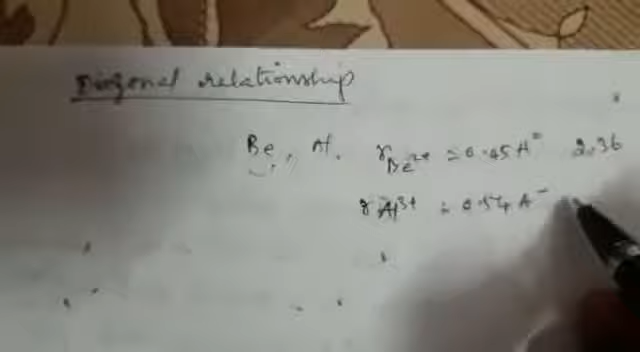 Diagonal relationship
Be, Al. r Be²⁺ = 0.45 A° 2.36
r Al³⁺ = 0.54 A°